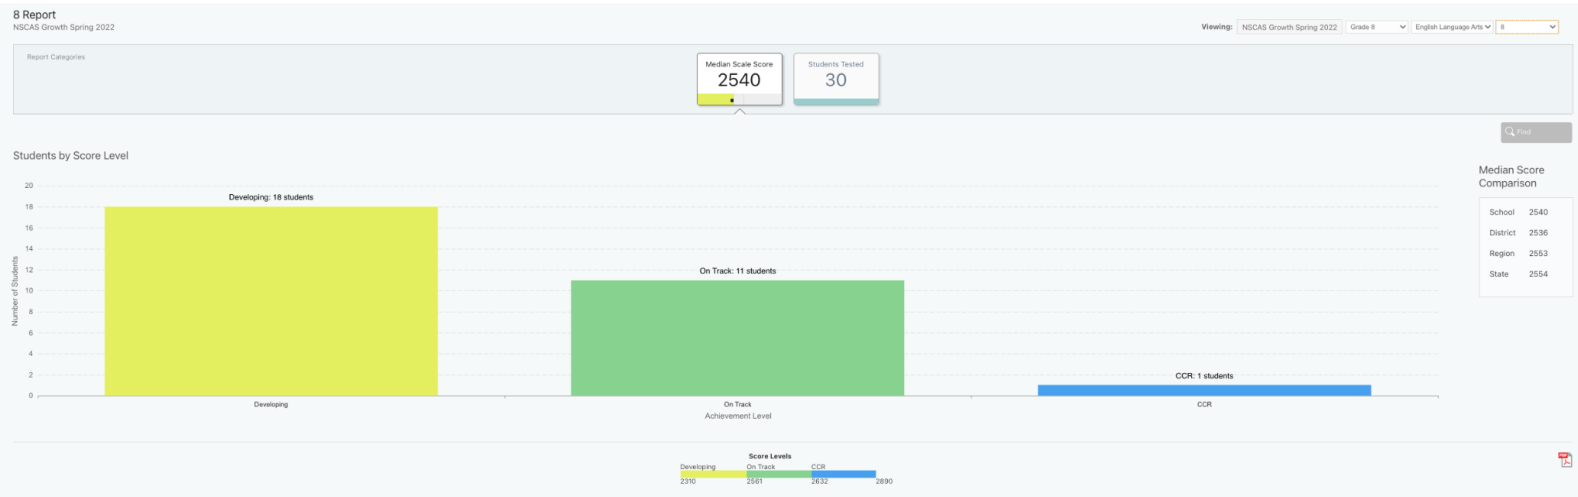 8 Report
NSCAS Growth Spring 2022
Viewing: NSCAS Growth Spring 2022 Grade 8 English Language Arts 8
Report Categories
Median Scale Score
2540
Students Tested
30
Find
Students by Score Level
Median Score
Comparison
School 2540
District 2536
Region 2553
State 2554
Number of Students
20
18
16
14
12
10
8
6
4
2
0
Developing: 18 students
On Track: 11 students
CCR: 1 students
Developing On Track CCR
Achievement Level
Score Levels
Developing On Track CCR
2310 2561 2632 2890
PDF